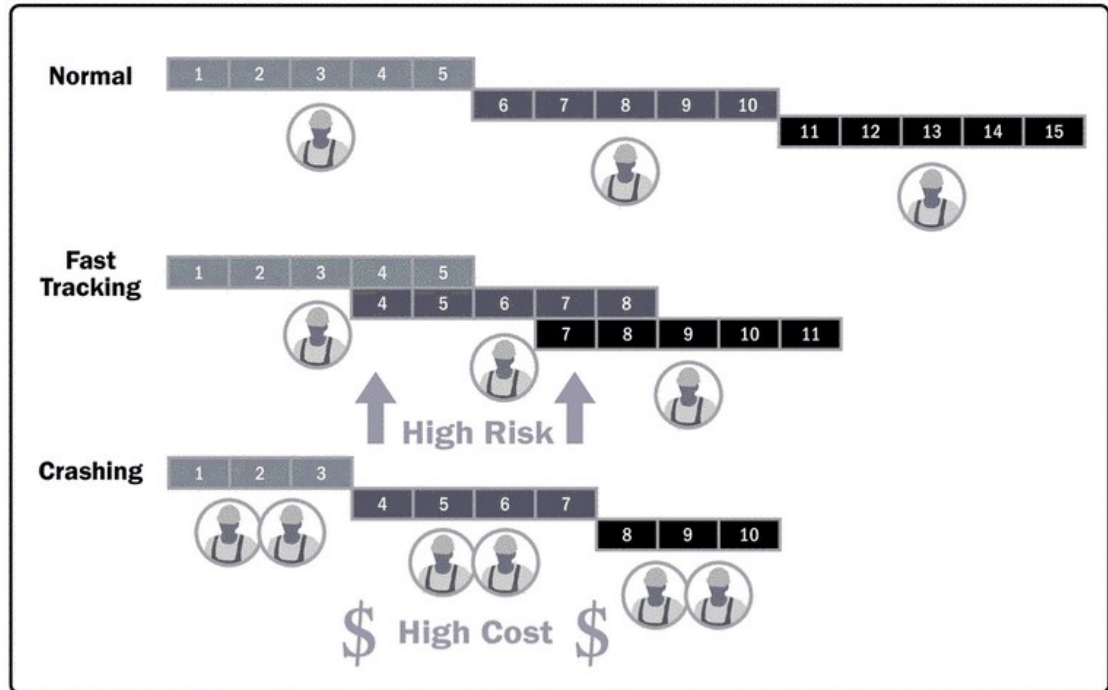 Normal
1 2 3 4 5
6 7 8 9 10
11 12 13 14 15
Fast
Tracking
1 2 3 4 5
4 5 6 7 8
7 8 9 10 11
High Risk
Crashing
1 2 3
4 5 6 7
8 9 10
$ High Cost $